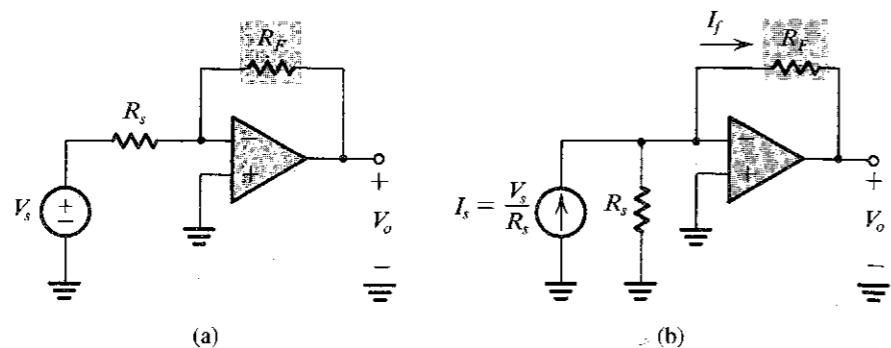 R_F
R_s
−
+
V_s
+
−
+
V_o
−
(a)
I_f
R_F
−
+
I_s = V_s / R_s
R_s
+
V_o
−
(b)